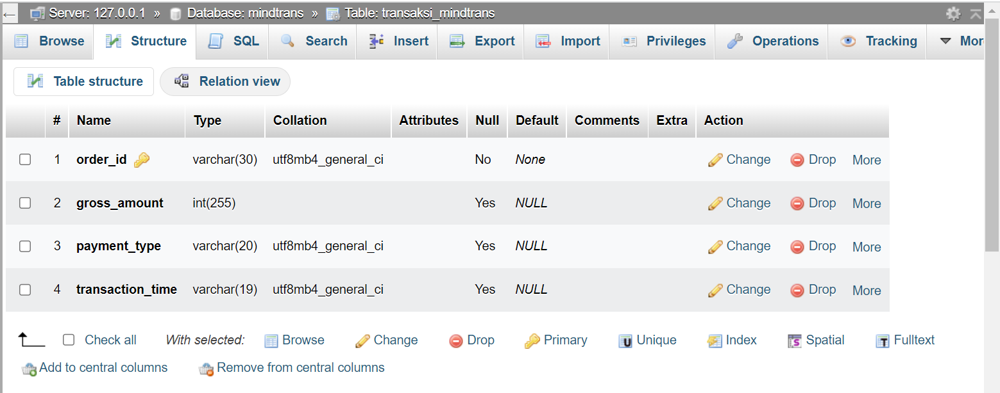 ← Server: 127.0.0.1 » Database: mindtrans » Table: transaksi_mindtrans
Browse Structure SQL Search Insert Export Import Privileges Operations Tracking Mor
Table structure Relation view
# Name Type Collation Attributes Null Default Comments Extra Action
1 order_id varchar(30) utf8mb4_general_ci No None Change Drop More
2 gross_amount int(255) Yes NULL Change Drop More
3 payment_type varchar(20) utf8mb4_general_ci Yes NULL Change Drop More
4 transaction_time varchar(19) utf8mb4_general_ci Yes NULL Change Drop More
Check all With selected: Browse Change Drop Primary Unique Index Spatial Fulltext
Add to central columns Remove from central columns